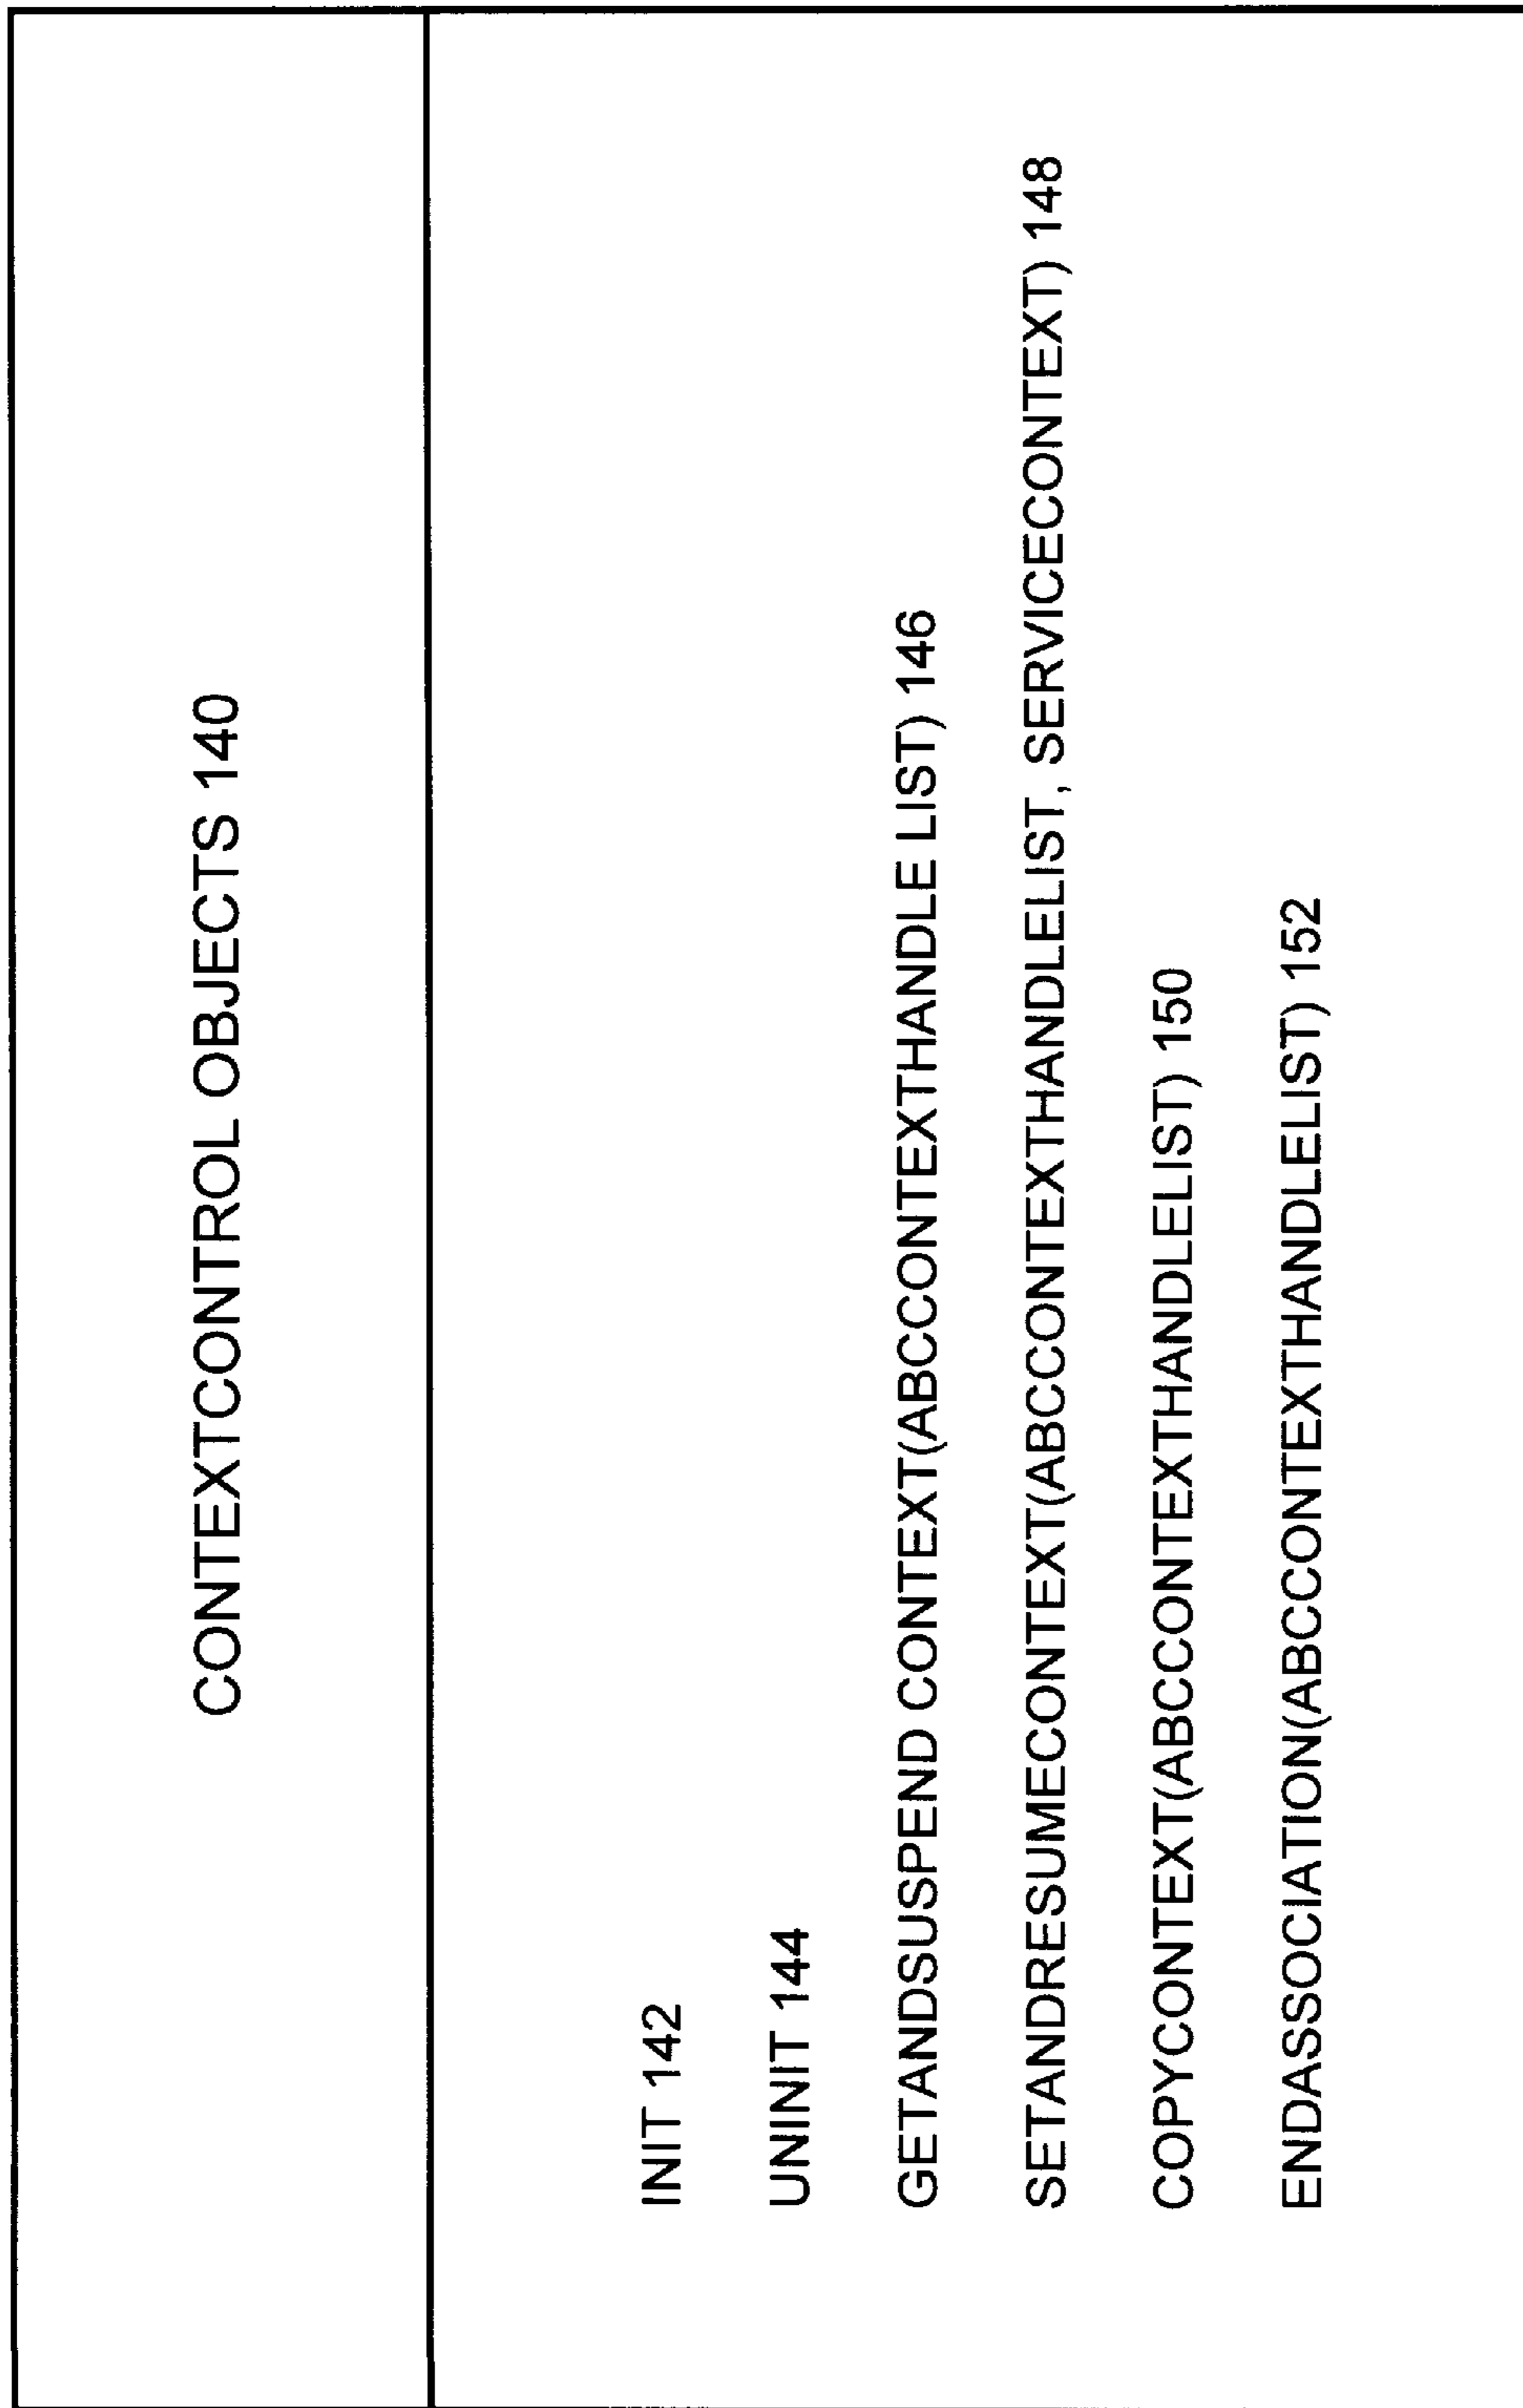 CONTEXTCONTROL OBJECTS 140
INIT 142
UNINIT 144
GETANDSUSPEND CONTEXT(ABCCONTEXTHANDLE LIST) 146
SETANDRESUMECONTEXT(ABCCONTEXTHANDLELIST, SERVICECONTEXT) 148
COPYCONTEXT(ABCCONTEXTHANDLELIST) 150
ENDASSOCIATION(ABCCONTEXTHANDLELIST) 152